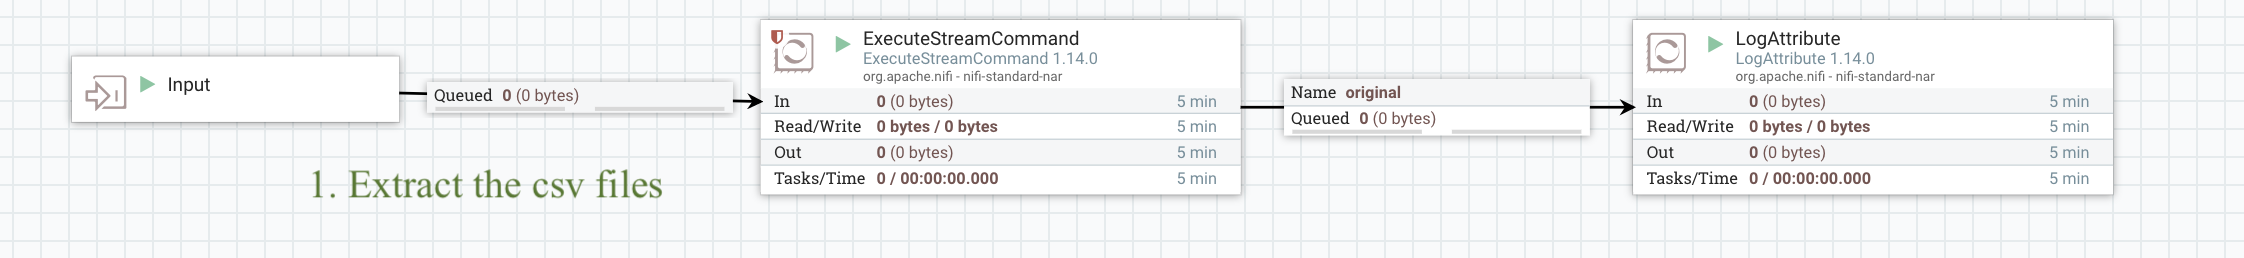 Input
Queued 0 (0 bytes)
ExecuteStreamCommand
ExecuteStreamCommand 1.14.0
org.apache.nifi - nifi-standard-nar
In 0 (0 bytes) 5 min
Read/Write 0 bytes / 0 bytes 5 min
Out 0 (0 bytes) 5 min
Tasks/Time 0 / 00:00:00.000 5 min
Name original
Queued 0 (0 bytes)
LogAttribute
LogAttribute 1.14.0
org.apache.nifi - nifi-standard-nar
In 0 (0 bytes) 5 min
Read/Write 0 bytes / 0 bytes 5 min
Out 0 (0 bytes) 5 min
Tasks/Time 0 / 00:00:00.000 5 min
1. Extract the csv files